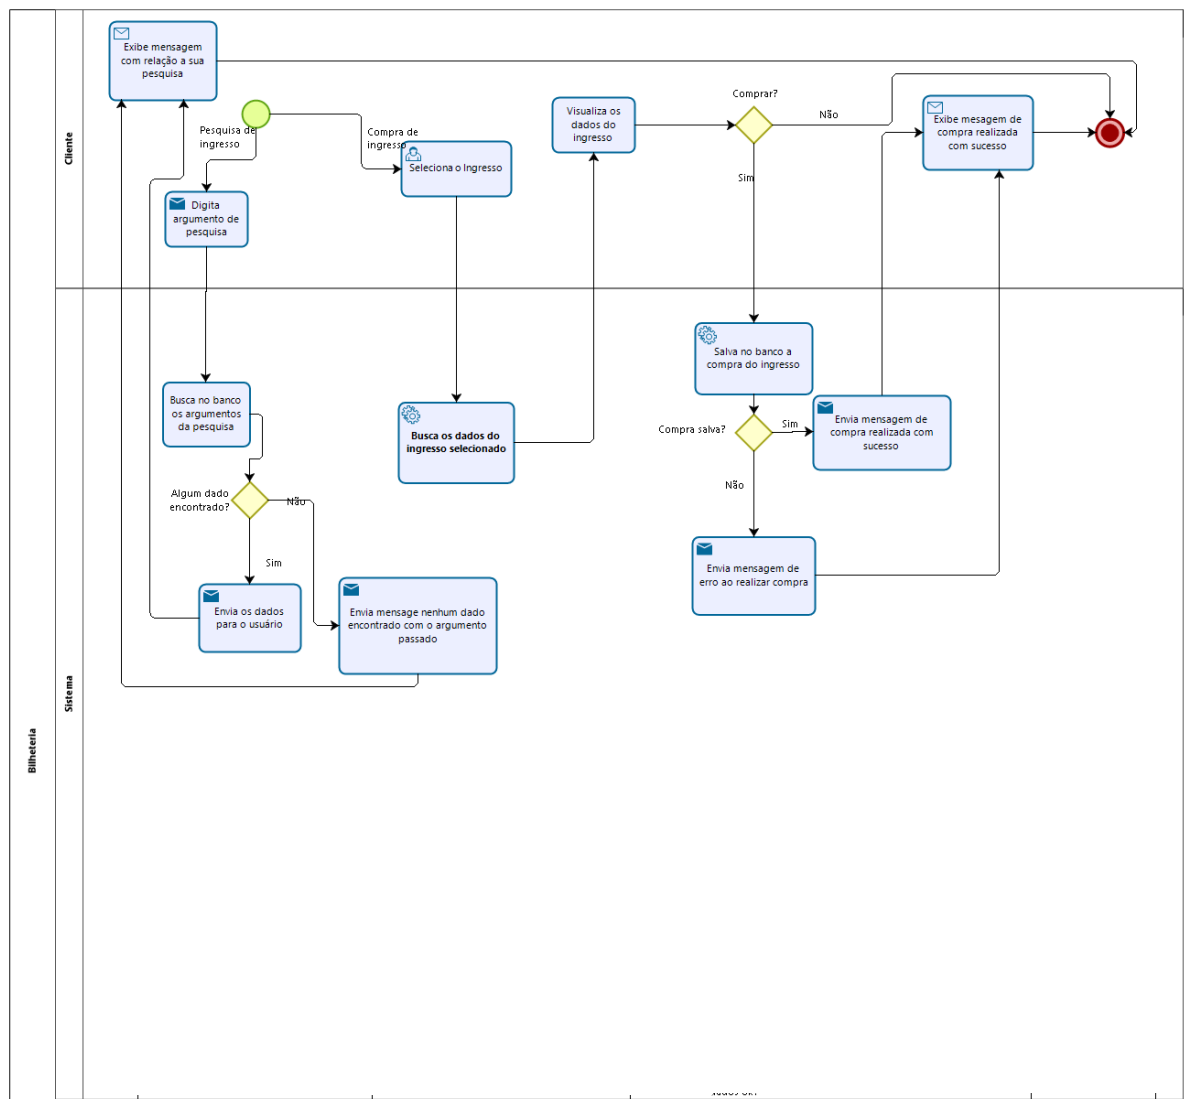 Bilheteria
Cliente
Exibe mensagem
com relação a sua
pesquisa
Pesquisa de
ingresso
Compra de
ingresso
Seleciona o Ingresso
Digita
argumento de
pesquisa
Visualiza os
dados do
ingresso
Comprar?
Não
Sim
Exibe mesagem de
compra realizada
com sucesso
Sistema
Busca no banco
os argumentos
da pesquisa
Algum dado
encontrado?
Não
Sim
Envia os dados
para o usuário
Envia mensage nenhum dado
encontrado com o argumento
passado
Busca os dados do
ingresso selecionado
Salva no banco a
compra do ingresso
Compra salva?
Sim
Não
Envia mensagem de
compra realizada com
sucesso
Envia mensagem de
erro ao realizar compra